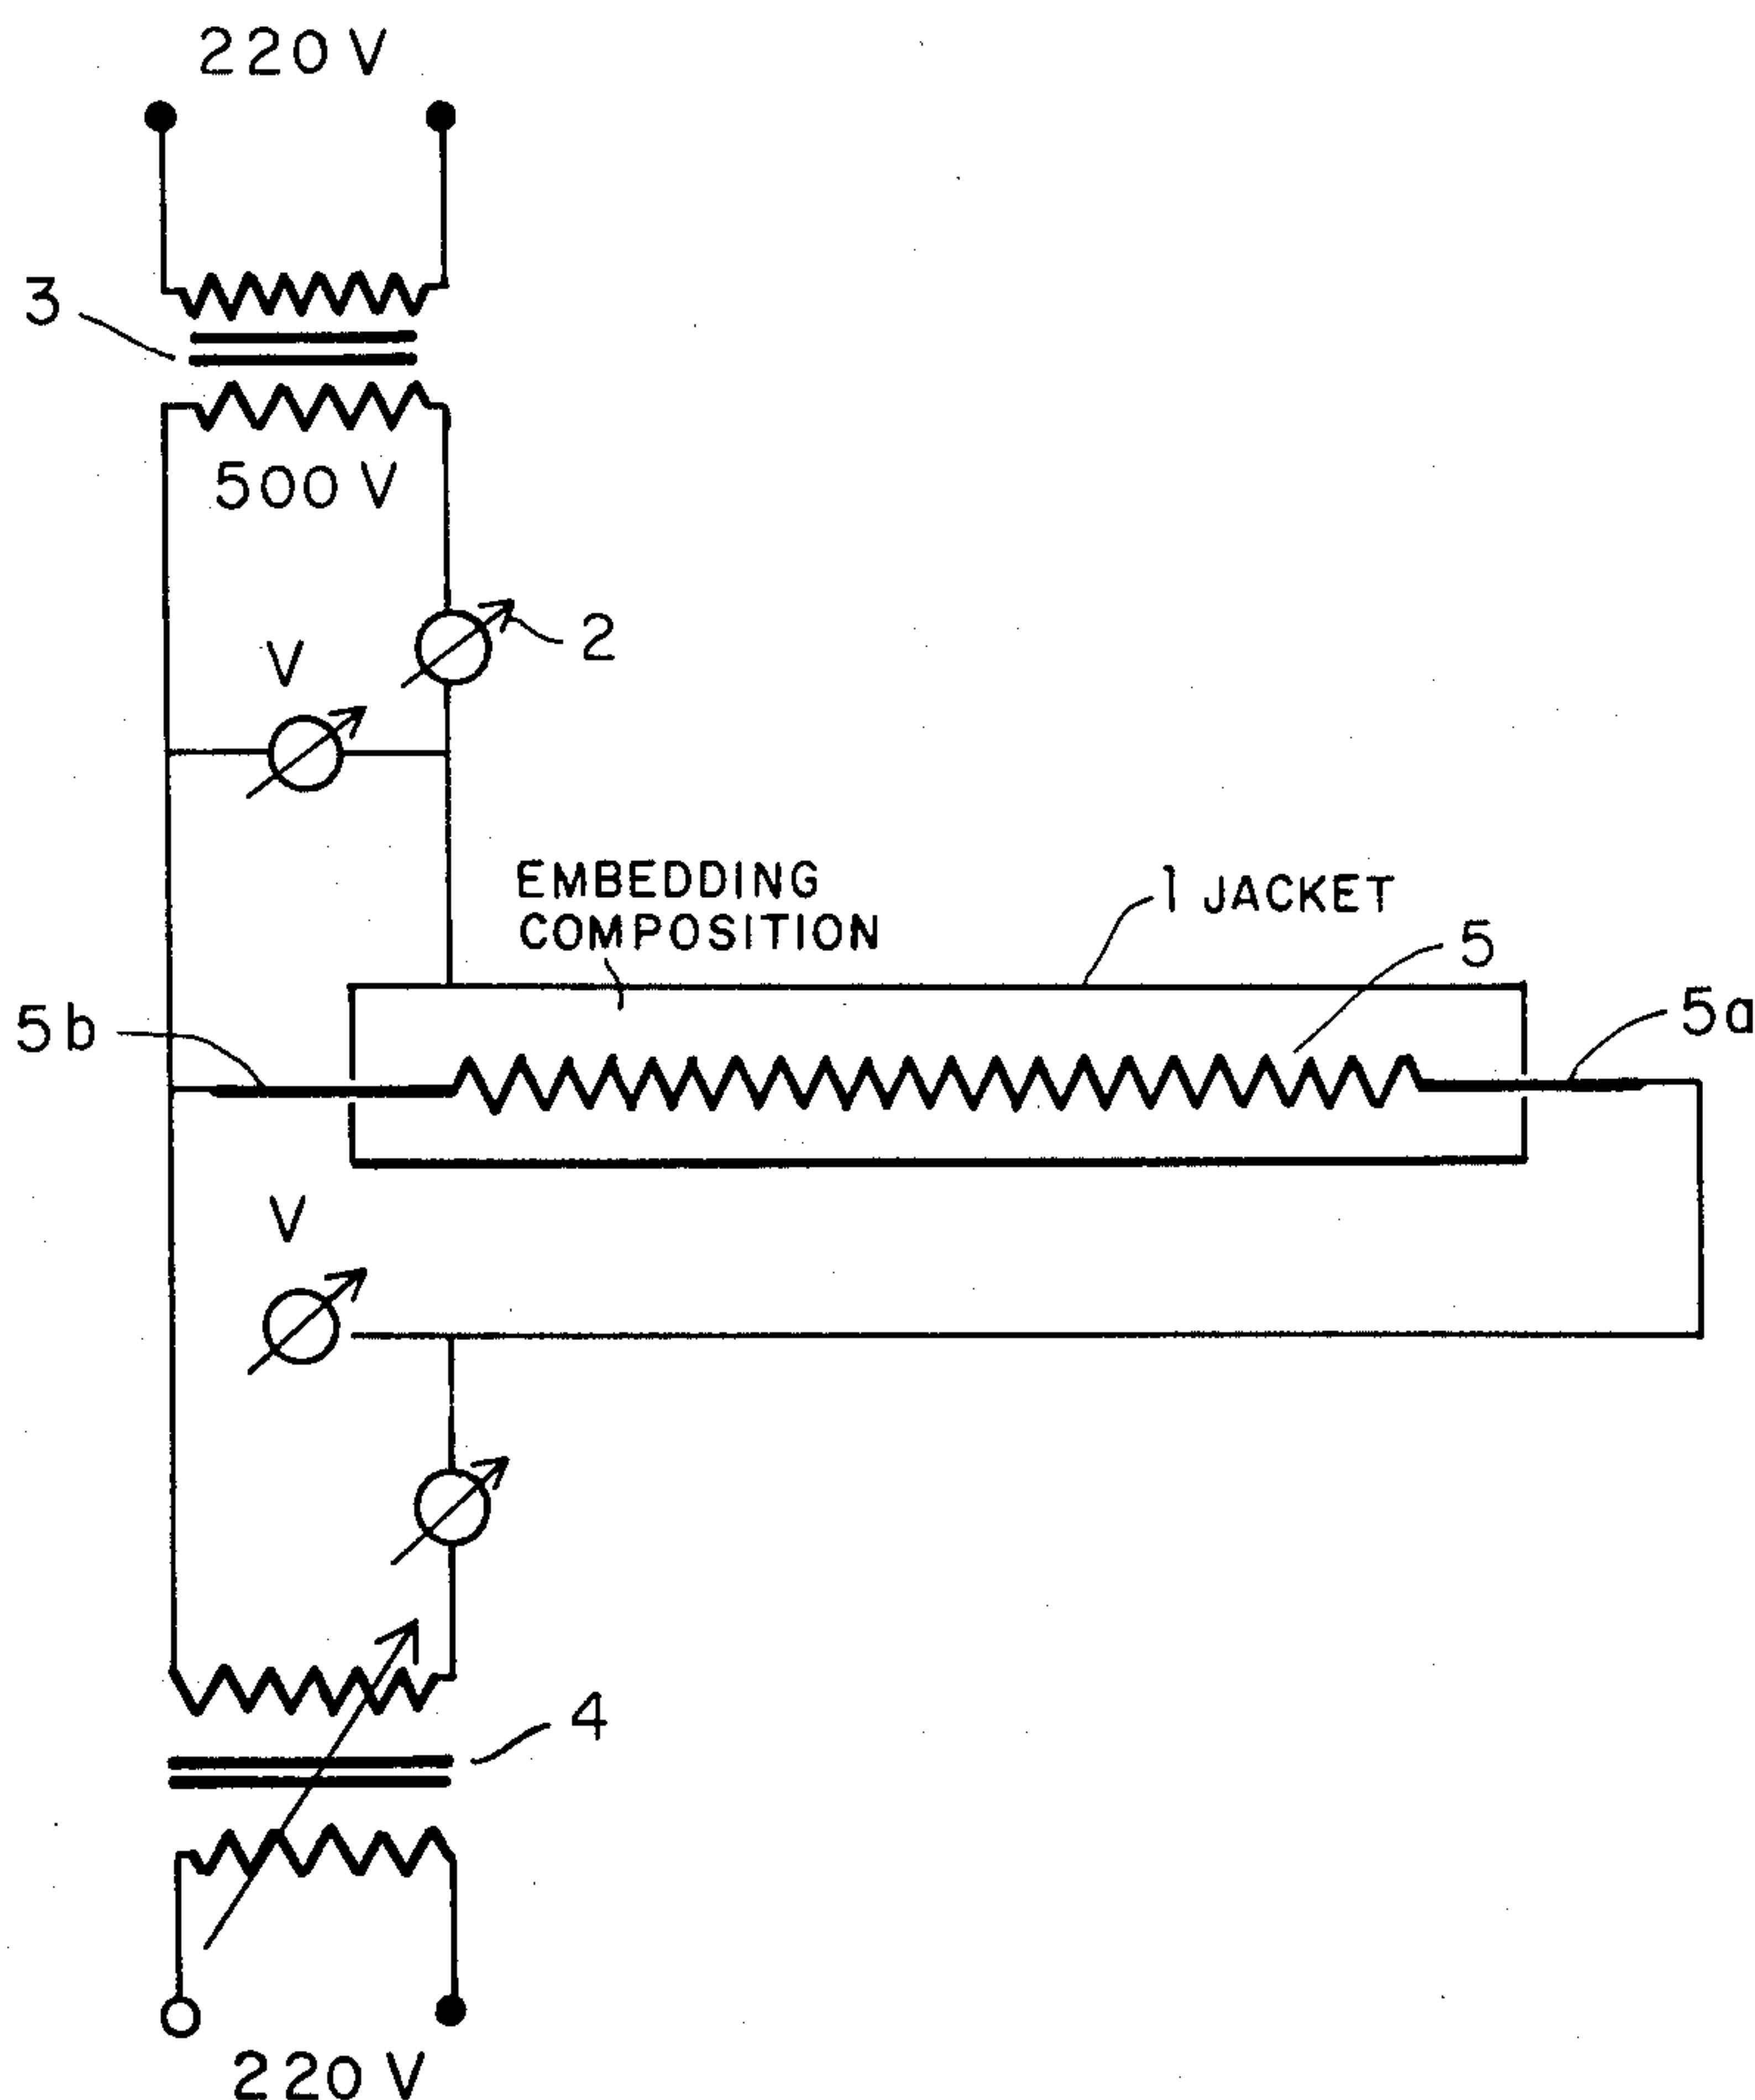 220 V
3
500 V
2
V
EMBEDDING
COMPOSITION
1 JACKET
5
5a
5b
V
4
220 V